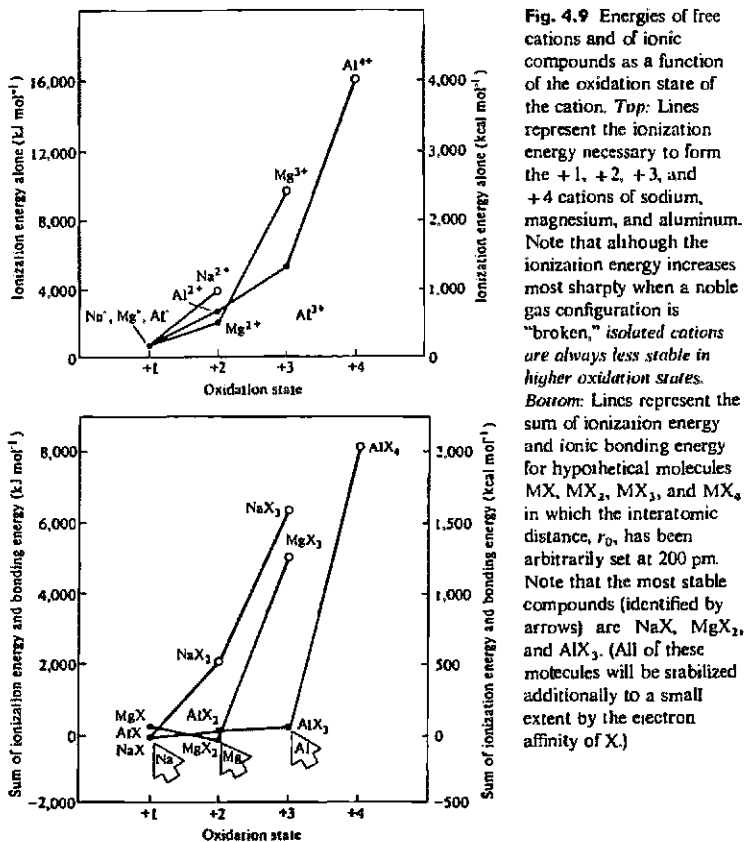 Ionization energy alone (kJ mol⁻¹)
16,000
12,000
8,000
4,000
0
Al⁴⁺
Mg³⁺
Na²⁺
Al²⁺
Na⁺, Mg⁺, Al⁺
Mg²⁺
Al³⁺
4,000
3,000
2,000
1,000
0
Ionization energy alone (kcal mol⁻¹)
+1 +2 +3 +4
Oxidation state
Sum of ionization energy and bonding energy (kJ mol⁻¹)
8,000
6,000
4,000
2,000
0
−2,000
AlX₄
NaX₃
MgX₃
NaX₂
MgX
AlX
NaX
AlX₂
MgX₂
AlX₃
Na
Mg
Al
2,000
1,500
1,000
500
0
−500
Sum of ionization energy and bonding energy (kcal mol⁻¹)
+1 +2 +3 +4
Oxidation state
Fig. 4.9 Energies of free
cations and of ionic
compounds as a function
of the oxidation state of
the cation. Top: Lines
represent the ionization
energy necessary to form
the +1, +2, +3, and
+4 cations of sodium,
magnesium, and aluminum.
Note that although the
ionization energy increases
most sharply when a noble
gas configuration is
"broken," isolated cations
are always less stable in
higher oxidation states.
Bottom: Lines represent the
sum of ionization energy
and ionic bonding energy
for hypothetical molecules
MX, MX₂, MX₃, and MX₄
in which the interatomic
distance, r₀, has been
arbitrarily set at 200 pm.
Note that the most stable
compounds (identified by
arrows) are NaX, MgX₂,
and AlX₃. (All of these
molecules will be stabilized
additionally to a small
extent by the electron
affinity of X.)